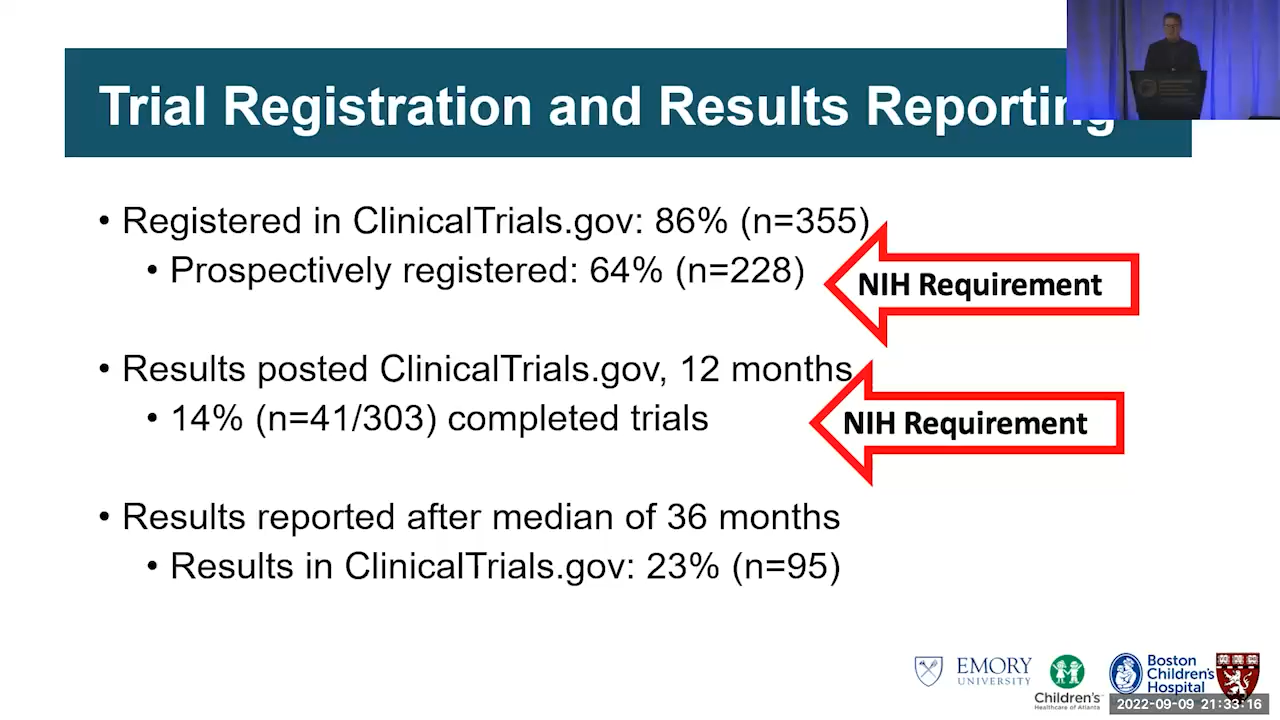 Trial Registration and Results Reporting
• Registered in ClinicalTrials.gov: 86% (n=355)
• Prospectively registered: 64% (n=228)
NIH Requirement
• Results posted ClinicalTrials.gov, 12 months
• 14% (n=41/303) completed trials
NIH Requirement
• Results reported after median of 36 months
• Results in ClinicalTrials.gov: 23% (n=95)
EMORY
UNIVERSITY
Children's
Healthcare of Atlanta
Boston
Children's
Hospital
2022-09-09 21:33:16